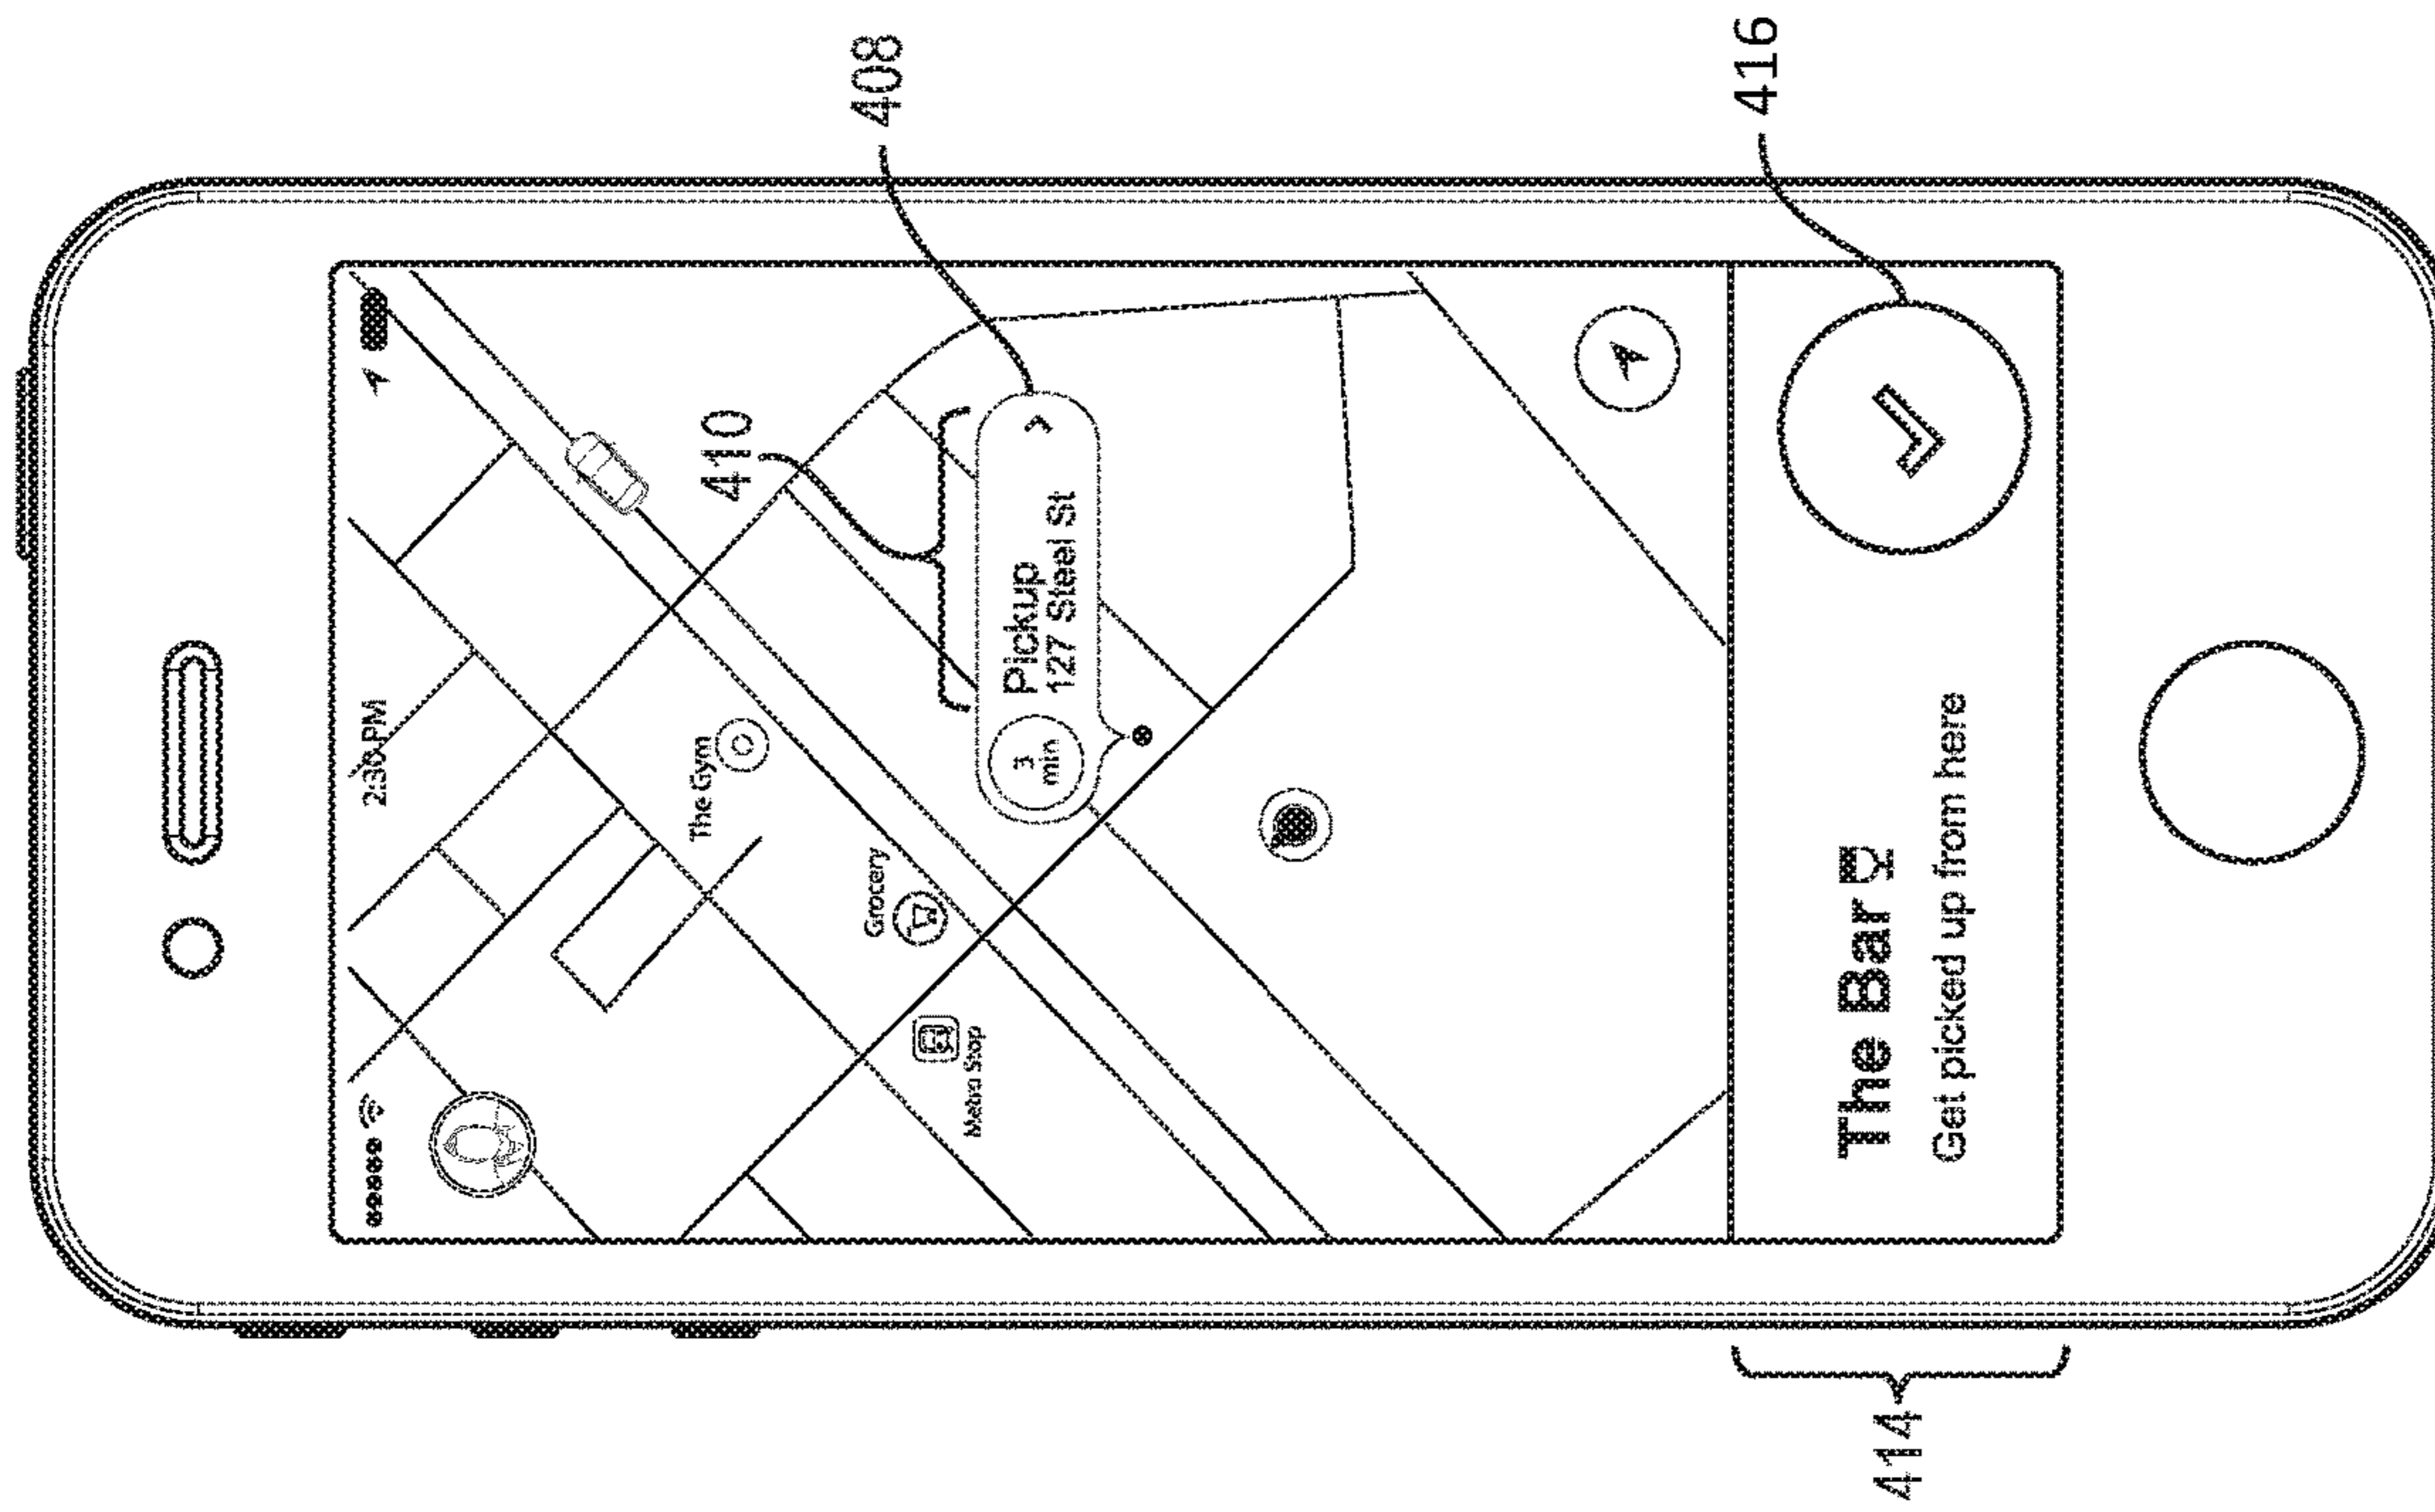 2:30 PM
The Gym
410
408
Grocery
Metro Stop
3
min
Pickup
127 Steel St
414
The Bar
Get picked up from here
416